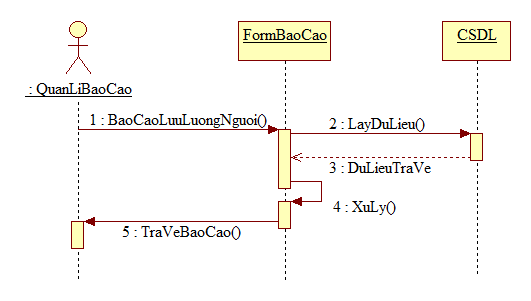 FormBaoCao
CSDL
: QuanLiBaoCao
1 : BaoCaoLuuLuongNguoi()
2 : LayDuLieu()
3 : DuLieuTraVe
4 : XuLy()
5 : TraVeBaoCao()